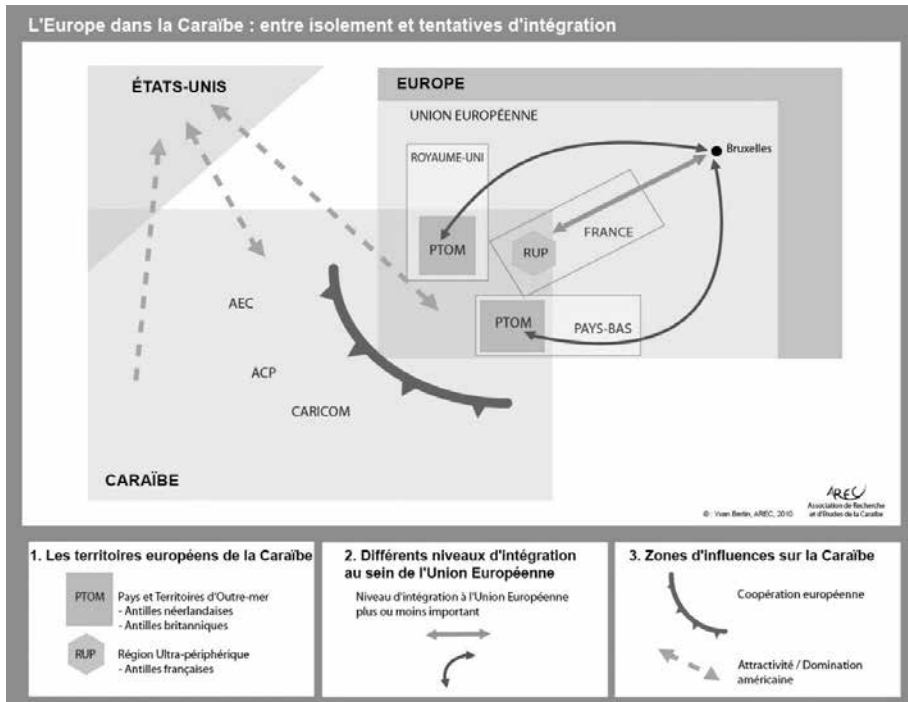 L'Europe dans la Caraïbe : entre isolement et tentatives d'intégration
ÉTATS-UNIS
EUROPE
UNION EUROPÉENNE
ROYAUME-UNI
Bruxelles
PTOM
RUP
FRANCE
AEC
PTOM
PAYS-BAS
ACP
CARICOM
CARAÏBE
AREC
Association de Recherche
et d'Etudes de la Caraïbe
© : Yvan Bertin, AREC, 2010
1. Les territoires européens de la Caraïbe
PTOM
Pays et Territoires d'Outre-mer
- Antilles néerlandaises
- Antilles britanniques
RUP
Région Ultra-périphérique
- Antilles françaises
2. Différents niveaux d'intégration
au sein de l'Union Européenne
Niveau d'intégration à l'Union Européenne
plus ou moins important
3. Zones d'influences sur la Caraïbe
Coopération européenne
Attractivité / Domination
américaine